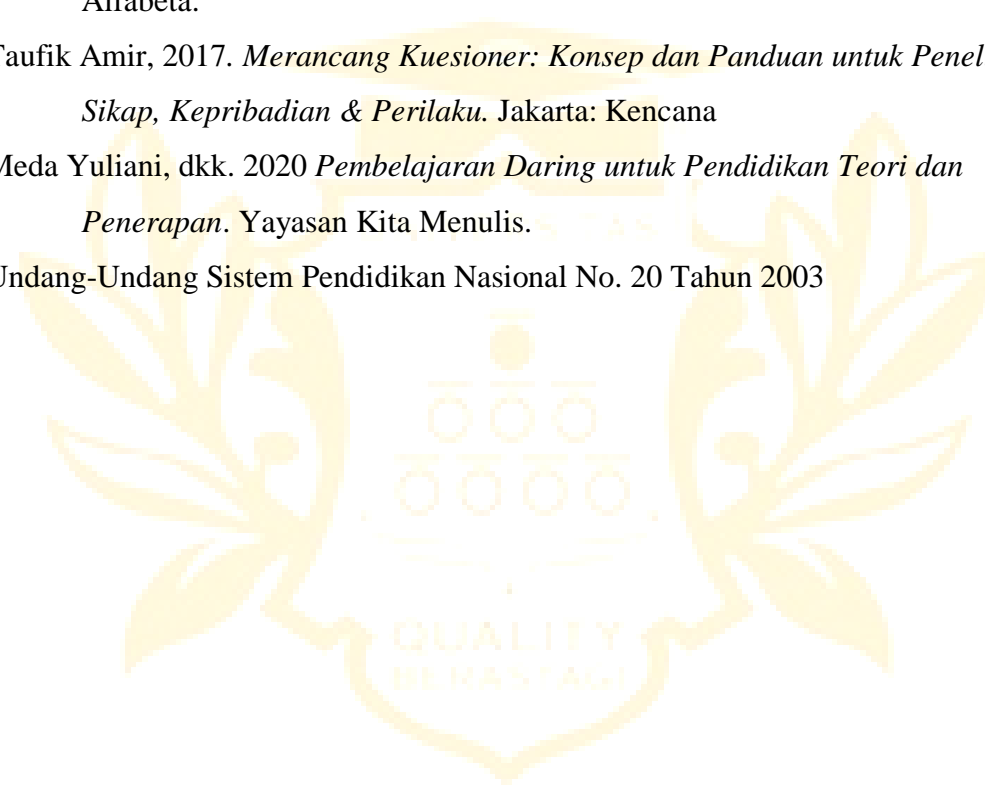 Alfabeta.
Taufik Amir, 2017. Merancang Kuesioner: Konsep dan Panduan untuk Penel
Sikap, Kepribadian & Perilaku. Jakarta: Kencana
Meda Yuliani, dkk. 2020 Pembelajaran Daring untuk Pendidikan Teori dan
Penerapan. Yayasan Kita Menulis.
Undang-Undang Sistem Pendidikan Nasional No. 20 Tahun 2003
QUALITY
BERASTAGI